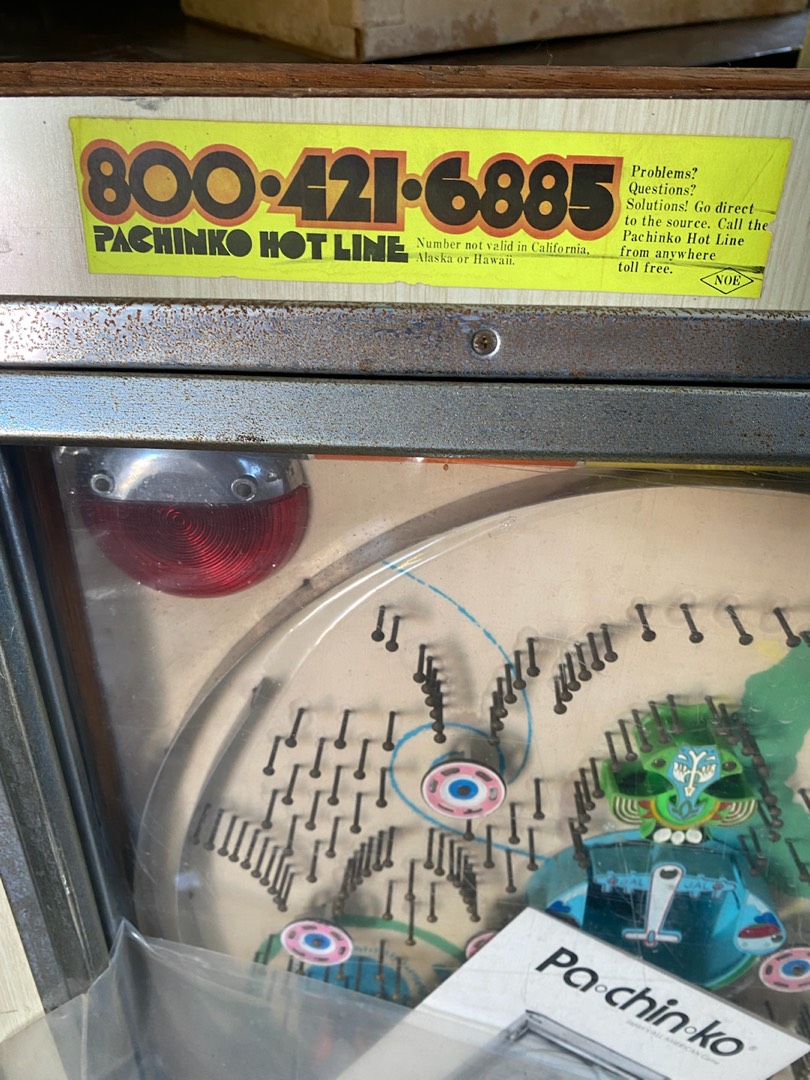 800•421•6885
PACHINKO HOT LINE
Number not valid in California,
Alaska or Hawaii.
Problems?
Questions?
Solutions! Go direct
to the source. Call the
Pachinko Hot Line
from anywhere
toll free.
NOE
Pa•chin•ko